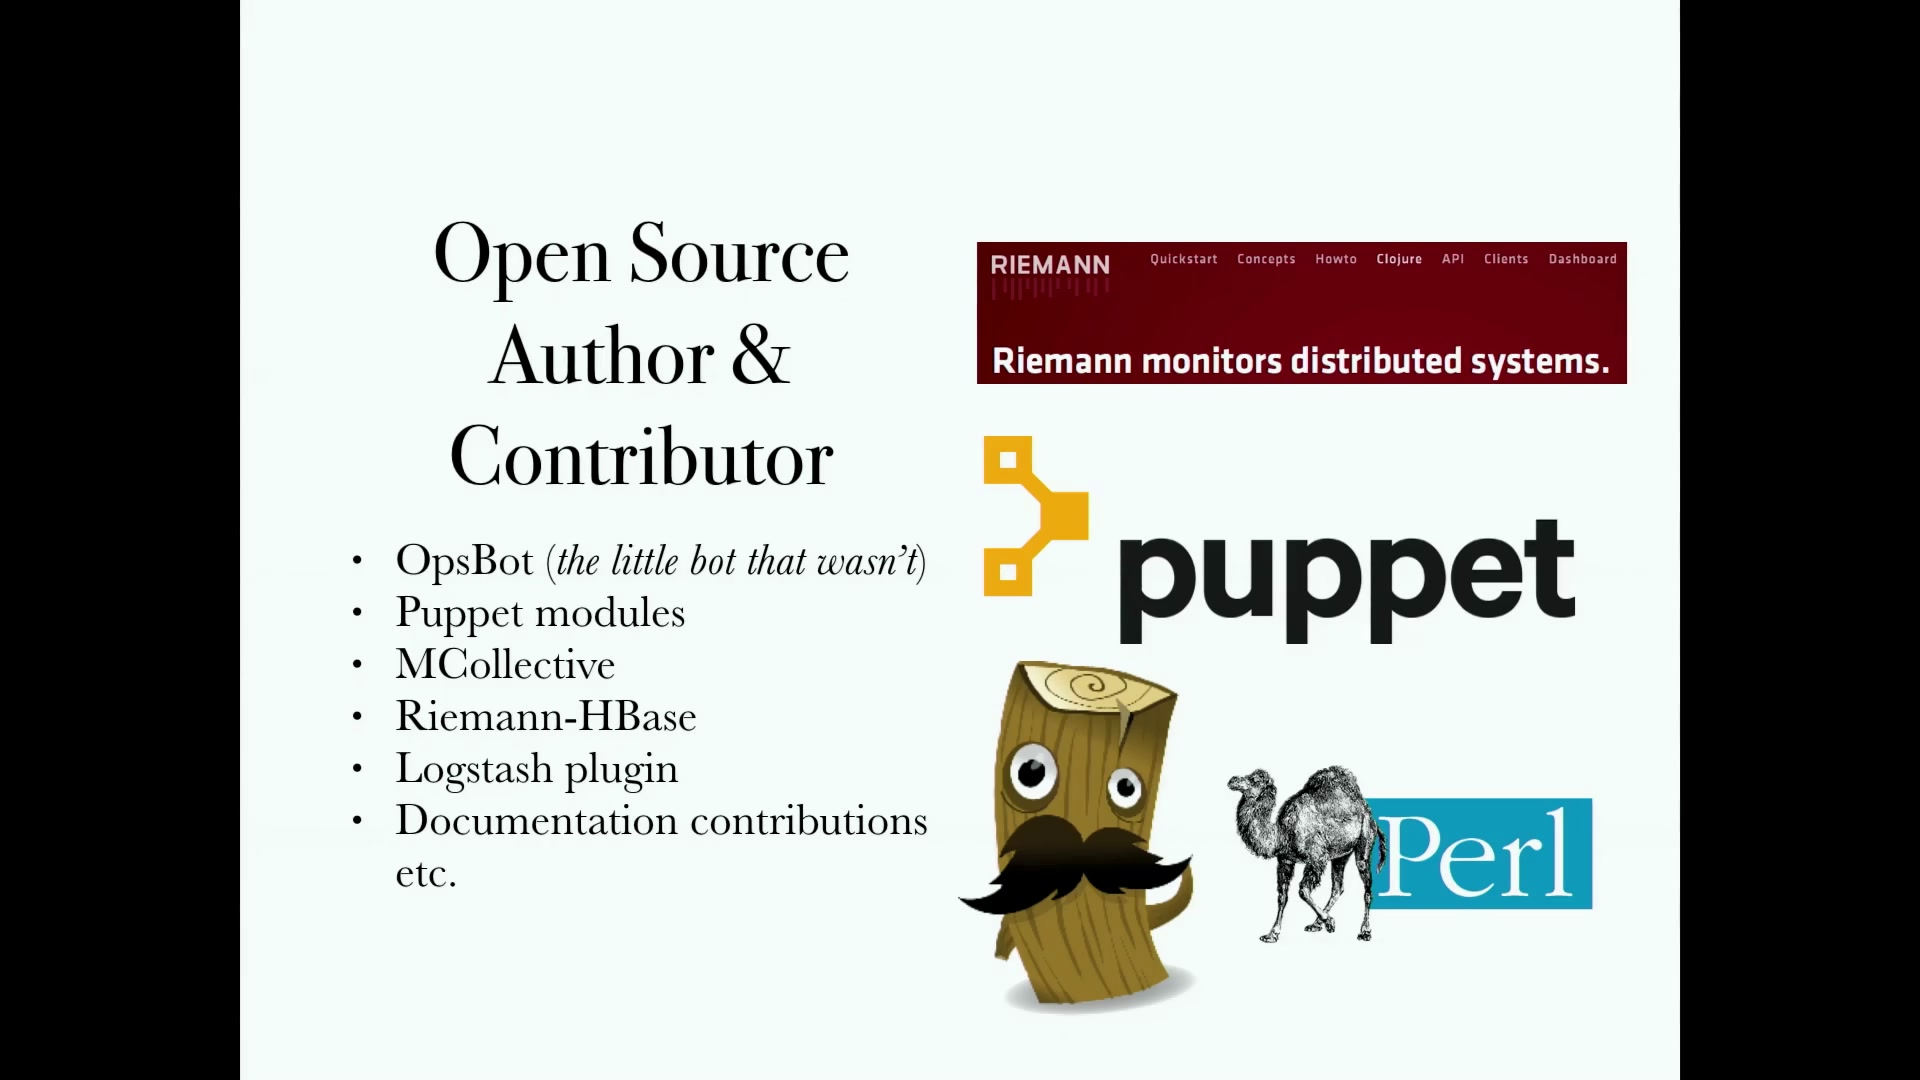 Open Source
Author &
Contributor
• OpsBot (the little bot that wasn’t)
• Puppet modules
• MCollective
• Riemann-HBase
• Logstash plugin
• Documentation contributions
etc.
RIEMANN Quickstart Concepts Howto Clojure API Clients Dashboard
Riemann monitors distributed systems.
puppet
Perl